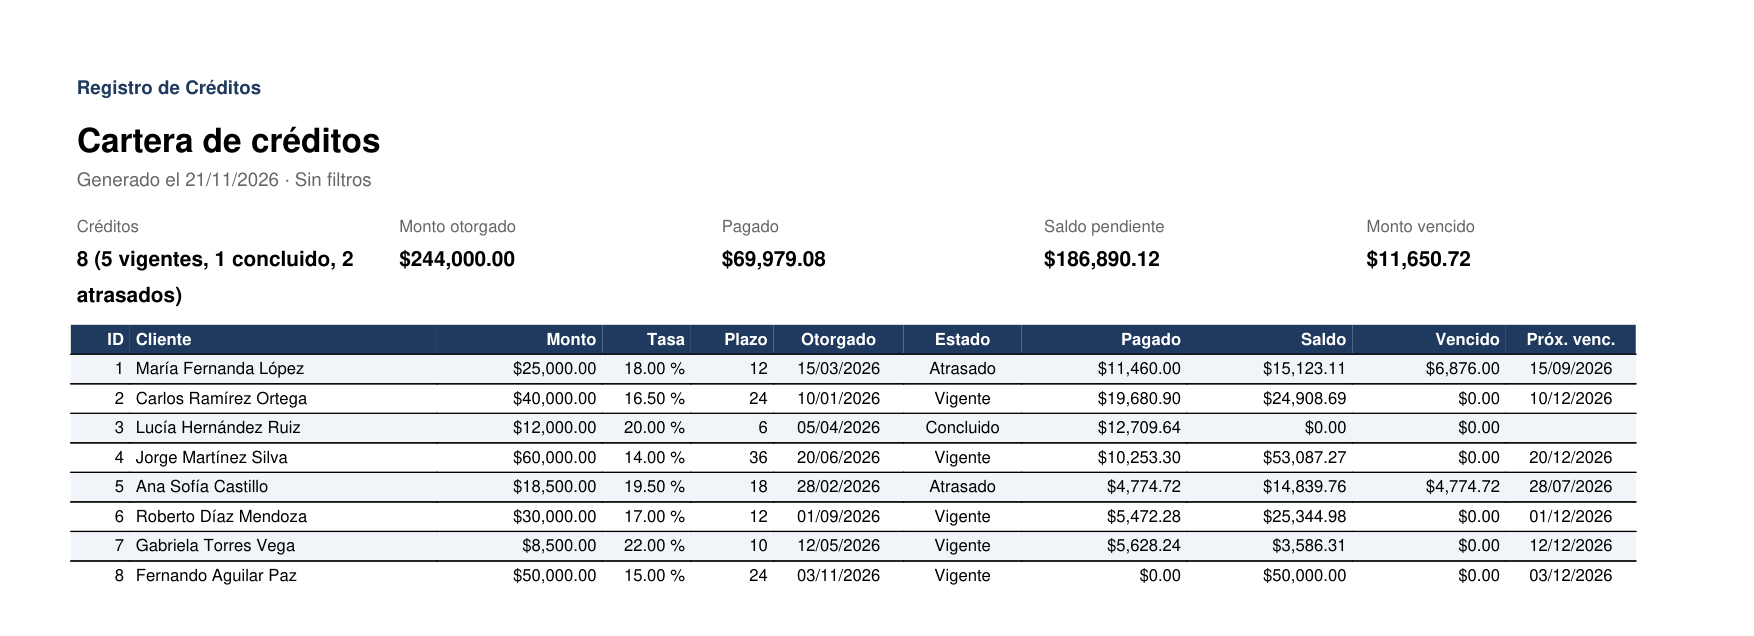 Registro de Créditos
Cartera de créditos
Generado el 21/11/2026 · Sin filtros
Créditos Monto otorgado Pagado Saldo pendiente Monto vencido
8 (5 vigentes, 1 concluido, 2 $244,000.00 $69,979.08 $186,890.12 $11,650.72
atrasados)
ID Cliente Monto Tasa Plazo Otorgado Estado Pagado Saldo Vencido Próx. venc.
1 María Fernanda López $25,000.00 18.00 % 12 15/03/2026 Atrasado $11,460.00 $15,123.11 $6,876.00 15/09/2026
2 Carlos Ramírez Ortega $40,000.00 16.50 % 24 10/01/2026 Vigente $19,680.90 $24,908.69 $0.00 10/12/2026
3 Lucía Hernández Ruiz $12,000.00 20.00 % 6 05/04/2026 Concluido $12,709.64 $0.00 $0.00
4 Jorge Martínez Silva $60,000.00 14.00 % 36 20/06/2026 Vigente $10,253.30 $53,087.27 $0.00 20/12/2026
5 Ana Sofía Castillo $18,500.00 19.50 % 18 28/02/2026 Atrasado $4,774.72 $14,839.76 $4,774.72 28/07/2026
6 Roberto Díaz Mendoza $30,000.00 17.00 % 12 01/09/2026 Vigente $5,472.28 $25,344.98 $0.00 01/12/2026
7 Gabriela Torres Vega $8,500.00 22.00 % 10 12/05/2026 Vigente $5,628.24 $3,586.31 $0.00 12/12/2026
8 Fernando Aguilar Paz $50,000.00 15.00 % 24 03/11/2026 Vigente $0.00 $50,000.00 $0.00 03/12/2026